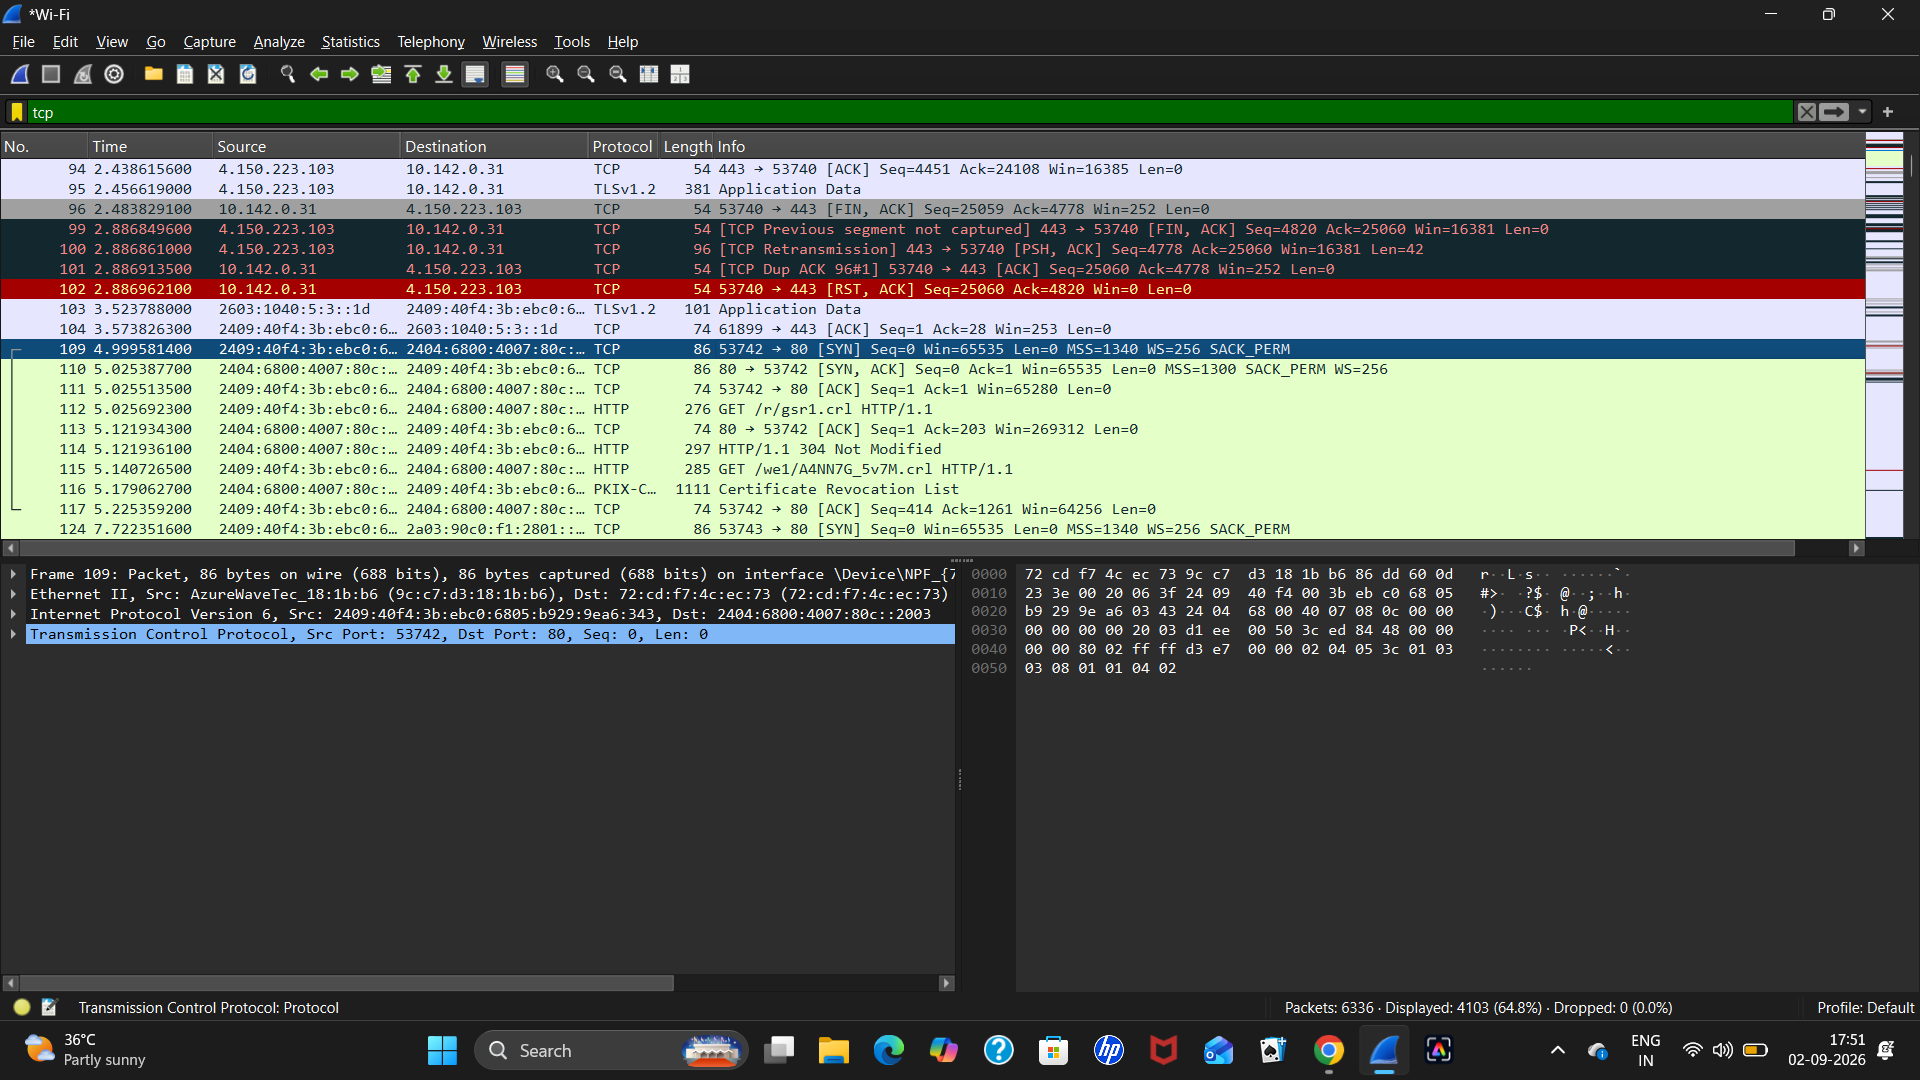 *Wi-Fi
File Edit View Go Capture Analyze Statistics Telephony Wireless Tools Help
tcp
No. Time Source Destination Protocol Length Info
94 2.438615600 4.150.223.103 10.142.0.31 TCP 54 443 → 53740 [ACK] Seq=4451 Ack=24108 Win=16385 Len=0
95 2.456619000 4.150.223.103 10.142.0.31 TLSv1.2 381 Application Data
96 2.483829100 10.142.0.31 4.150.223.103 TCP 54 53740 → 443 [FIN, ACK] Seq=25059 Ack=4778 Win=252 Len=0
99 2.886849600 4.150.223.103 10.142.0.31 TCP 54 [TCP Previous segment not captured] 443 → 53740 [FIN, ACK] Seq=4820 Ack=25060 Win=16381 Len=0
100 2.886861000 4.150.223.103 10.142.0.31 TCP 96 [TCP Retransmission] 443 → 53740 [PSH, ACK] Seq=4778 Ack=25060 Win=16381 Len=42
101 2.886913500 10.142.0.31 4.150.223.103 TCP 54 [TCP Dup ACK 96#1] 53740 → 443 [ACK] Seq=25060 Ack=4778 Win=252 Len=0
102 2.886962100 10.142.0.31 4.150.223.103 TCP 54 53740 → 443 [RST, ACK] Seq=25060 Ack=4820 Win=0 Len=0
103 3.523788000 2603:1040:5:3::1d 2409:40f4:3b:ebc0:6… TLSv1.2 101 Application Data
104 3.573826300 2409:40f4:3b:ebc0:6… 2603:1040:5:3::1d TCP 74 61899 → 443 [ACK] Seq=1 Ack=28 Win=253 Len=0
109 4.999581400 2409:40f4:3b:ebc0:6… 2404:6800:4007:80c:… TCP 86 53742 → 80 [SYN] Seq=0 Win=65535 Len=0 MSS=1340 WS=256 SACK_PERM
110 5.025387700 2404:6800:4007:80c:… 2409:40f4:3b:ebc0:6… TCP 86 80 → 53742 [SYN, ACK] Seq=0 Ack=1 Win=65535 Len=0 MSS=1300 SACK_PERM WS=256
111 5.025513500 2409:40f4:3b:ebc0:6… 2404:6800:4007:80c:… TCP 74 53742 → 80 [ACK] Seq=1 Ack=1 Win=65280 Len=0
112 5.025692300 2409:40f4:3b:ebc0:6… 2404:6800:4007:80c:… HTTP 276 GET /r/gsr1.crl HTTP/1.1
113 5.121934300 2404:6800:4007:80c:… 2409:40f4:3b:ebc0:6… TCP 74 80 → 53742 [ACK] Seq=1 Ack=203 Win=269312 Len=0
114 5.121936100 2404:6800:4007:80c:… 2409:40f4:3b:ebc0:6… HTTP 297 HTTP/1.1 304 Not Modified
115 5.140726500 2409:40f4:3b:ebc0:6… 2404:6800:4007:80c:… HTTP 285 GET /we1/A4NN7G_5v7M.crl HTTP/1.1
116 5.179062700 2404:6800:4007:80c:… 2409:40f4:3b:ebc0:6… PKIX-C… 1111 Certificate Revocation List
117 5.225359200 2409:40f4:3b:ebc0:6… 2404:6800:4007:80c:… TCP 74 53742 → 80 [ACK] Seq=414 Ack=1261 Win=64256 Len=0
124 7.722351600 2409:40f4:3b:ebc0:6… 2a03:90c0:f1:2801::… TCP 86 53743 → 80 [SYN] Seq=0 Win=65535 Len=0 MSS=1340 WS=256 SACK_PERM
Frame 109: Packet, 86 bytes on wire (688 bits), 86 bytes captured (688 bits) on interface \Device\NPF_{7
Ethernet II, Src: AzureWaveTec_18:1b:b6 (9c:c7:d3:18:1b:b6), Dst: 72:cd:f7:4c:ec:73 (72:cd:f7:4c:ec:73)
Internet Protocol Version 6, Src: 2409:40f4:3b:ebc0:6805:b929:9ea6:343, Dst: 2404:6800:4007:80c::2003
Transmission Control Protocol, Src Port: 53742, Dst Port: 80, Seq: 0, Len: 0
0000 72 cd f7 4c ec 73 9c c7 d3 18 1b b6 86 dd 60 0d r··L·s·· ······`·
0010 23 3e 00 20 06 3f 24 09 40 f4 00 3b eb c0 68 05 #>· ·?$· @··;··h·
0020 b9 29 9e a6 03 43 24 04 68 00 40 07 08 0c 00 00 ·)···C$· h·@·····
0030 00 00 00 00 20 03 d1 ee 00 50 3c ed 84 48 00 00 ···· ··· ·P<··H··
0040 00 00 80 02 ff ff d3 e7 00 00 02 04 05 3c 01 03 ········ ·····<··
0050 03 08 01 01 04 02 ······
Transmission Control Protocol: Protocol
Packets: 6336 · Displayed: 4103 (64.8%) · Dropped: 0 (0.0%)
Profile: Default
36°C
Partly sunny
Search
hp
ENG
IN
17:51
02-09-2026